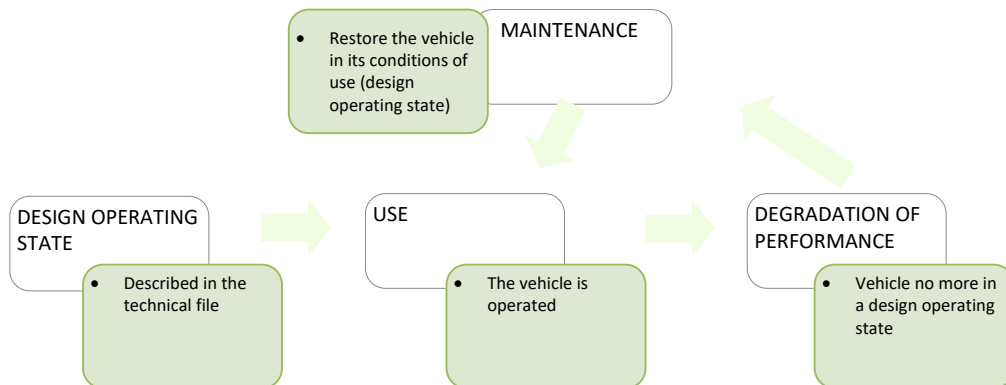 MAINTENANCE
• Restore the vehicle
in its conditions of
use (design
operating state)
DESIGN OPERATING
STATE
• Described in the
technical file
USE
• The vehicle is
operated
DEGRADATION OF
PERFORMANCE
• Vehicle no more in
a design operating
state